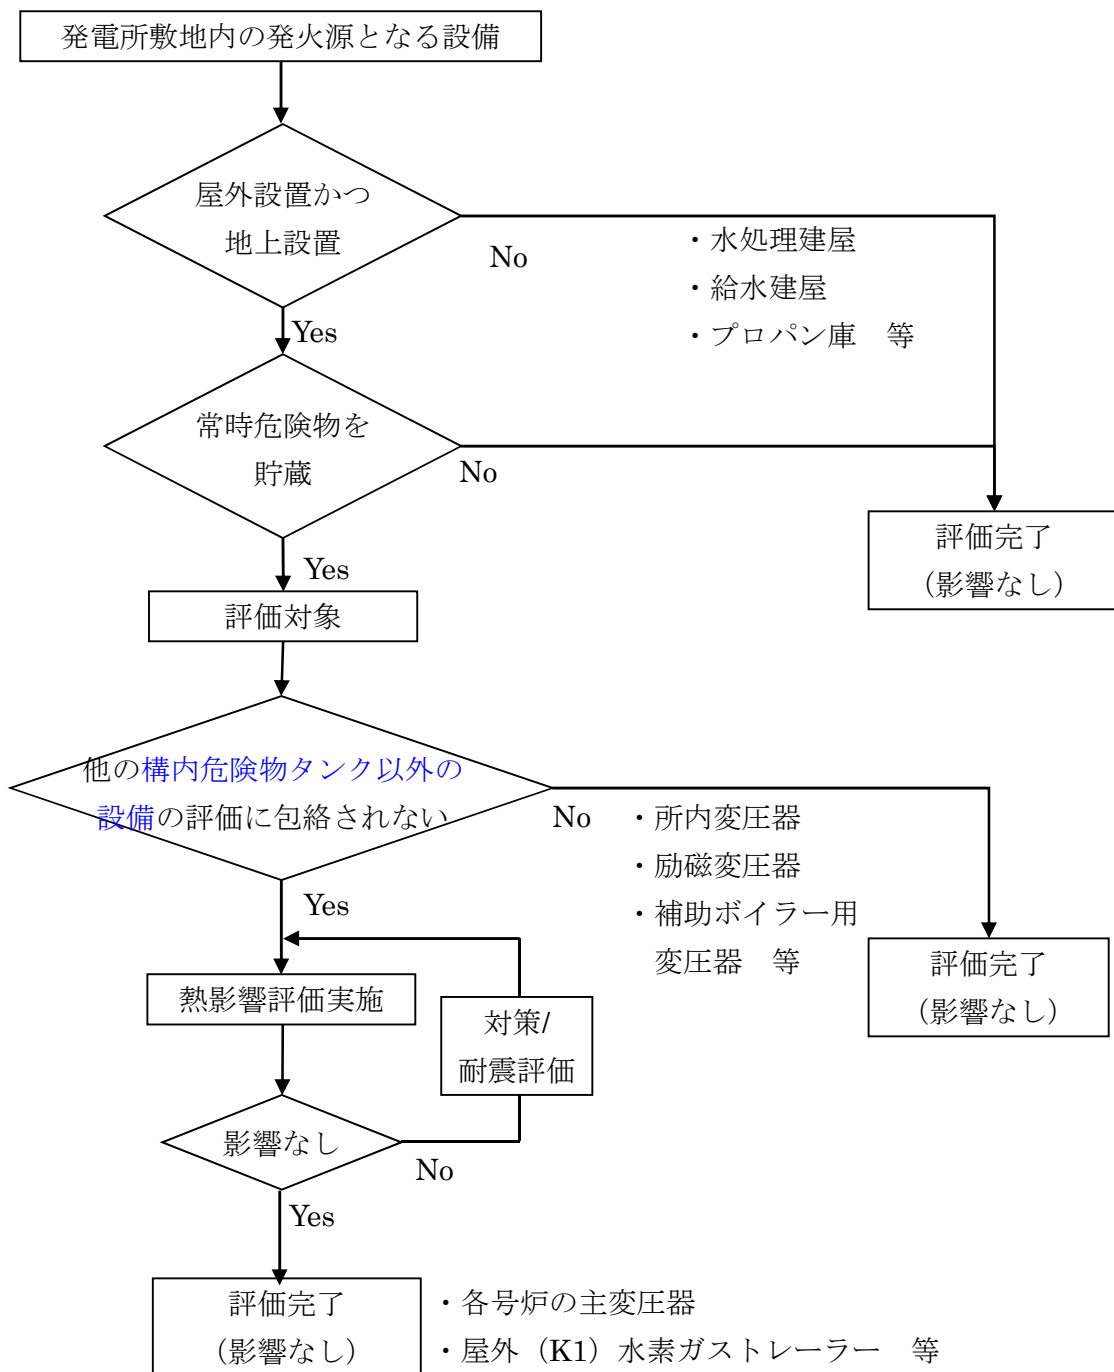 発電所敷地内の発火源となる設備
屋外設置かつ
地上設置
No
・水処理建屋
・給水建屋
・プロパン庫　等
Yes
常時危険物を
貯蔵
No
評価完了
（影響なし）
Yes
評価対象
他の構内危険物タンク以外の
設備の評価に包絡されない
No
・所内変圧器
・励磁変圧器
・補助ボイラー用
変圧器　等
評価完了
（影響なし）
Yes
熱影響評価実施
対策/
耐震評価
影響なし
No
Yes
評価完了
（影響なし）
・各号炉の主変圧器
・屋外（K1）水素ガストレーラー　等